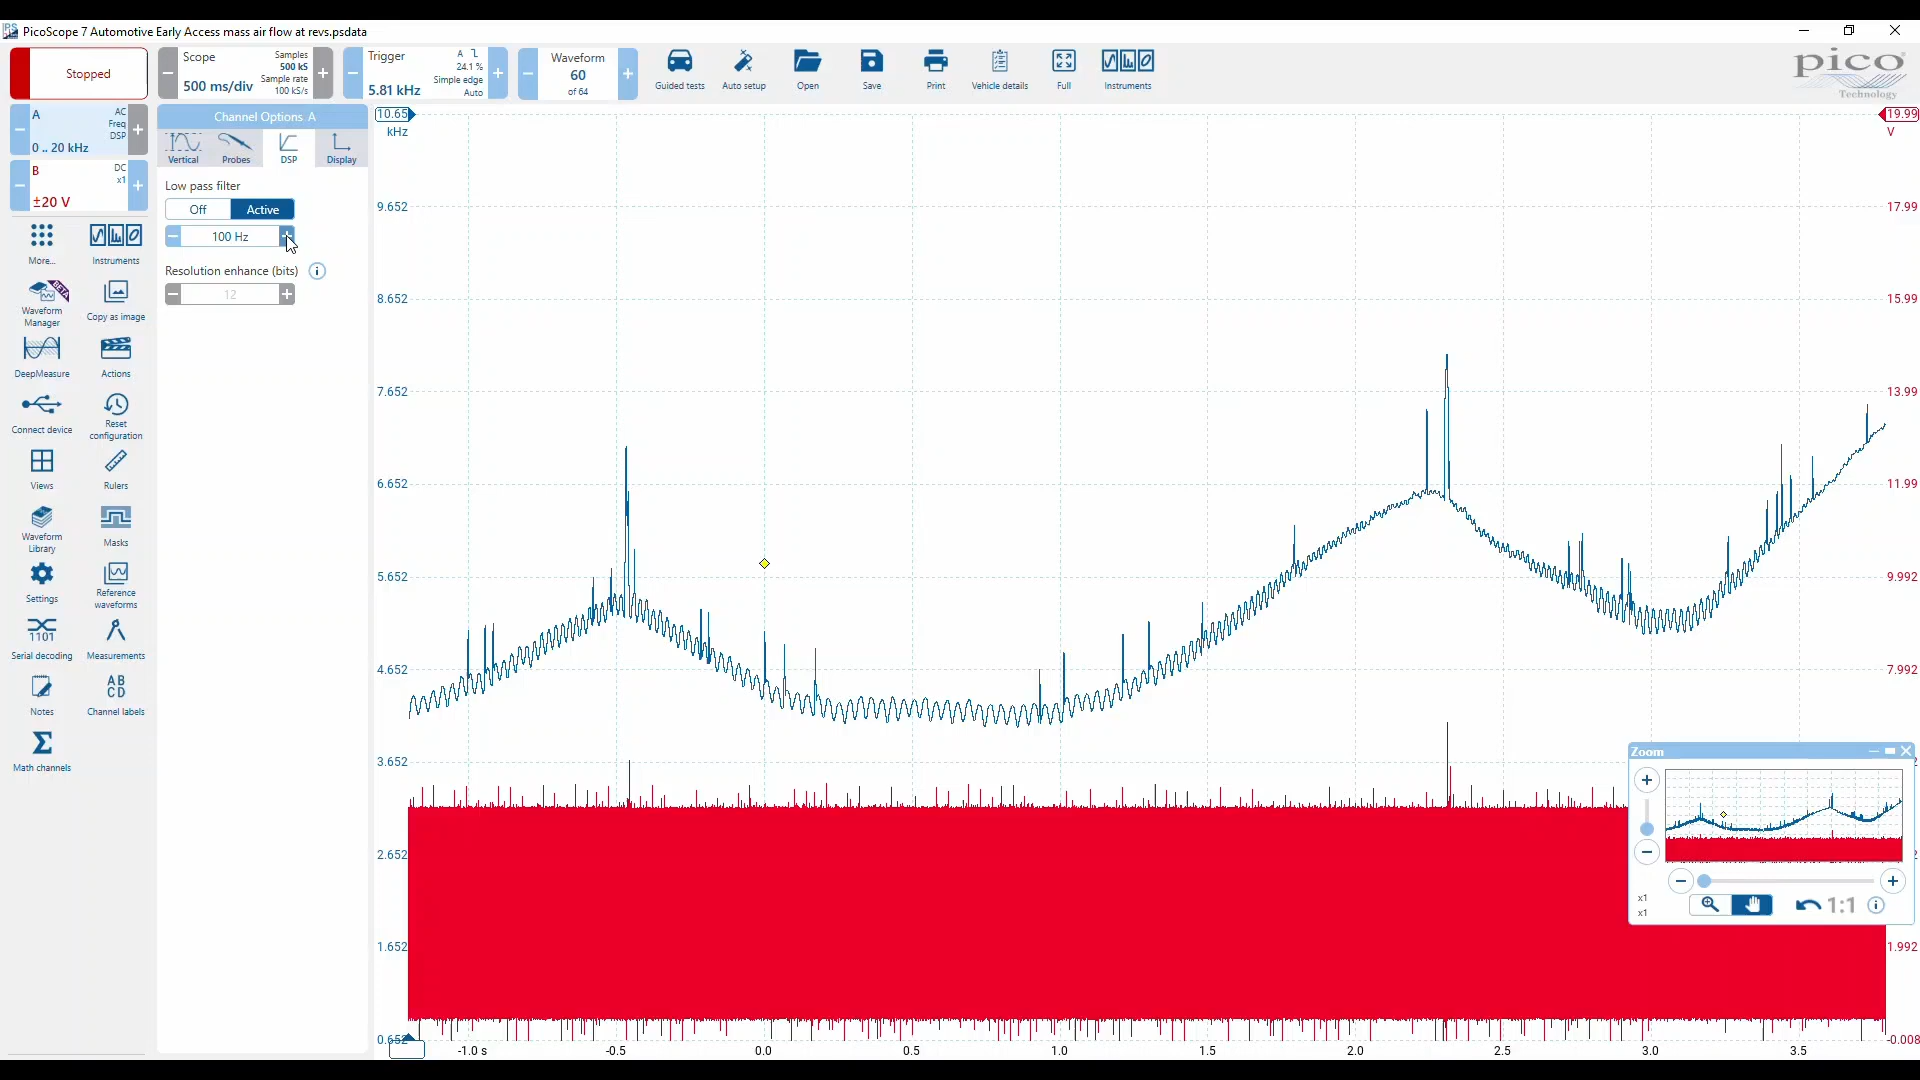 PicoScope 7 Automotive Early Access mass air flow at revs.psdata
Stopped
Scope
500 ms/div
Samples
500 kS
Sample rate
100 kS/s
Trigger
5.81 kHz
A
24.1 %
Simple edge
Auto
Waveform
60
of 64
Guided tests
Auto setup
Open
Save
Print
Vehicle details
Full
Instruments
pico
Technology
A
AC
Freq
DSP
0 .. 20 kHz
B
DC
x1
±20 V
Channel Options A
Vertical
Probes
DSP
Display
Low pass filter
Off
Active
100 Hz
Resolution enhance (bits)
12
More...
Instruments
BETA
Waveform
Manager
Copy as image
DeepMeasure
Actions
Connect device
Reset
configuration
Views
Rulers
Waveform
Library
Masks
Settings
Reference
waveforms
1101
Serial decoding
Measurements
Notes
AB
CD
Channel labels
Math channels
10.65
kHz
9.652
8.652
7.652
6.652
5.652
4.652
3.652
2.652
1.652
0.652
19.99
V
17.99
15.99
13.99
11.99
9.992
7.992
1.992
-0.008
-1.0 s
-0.5
0.0
0.5
1.0
1.5
2.0
2.5
3.0
3.5
Zoom
x1
x1
1:1